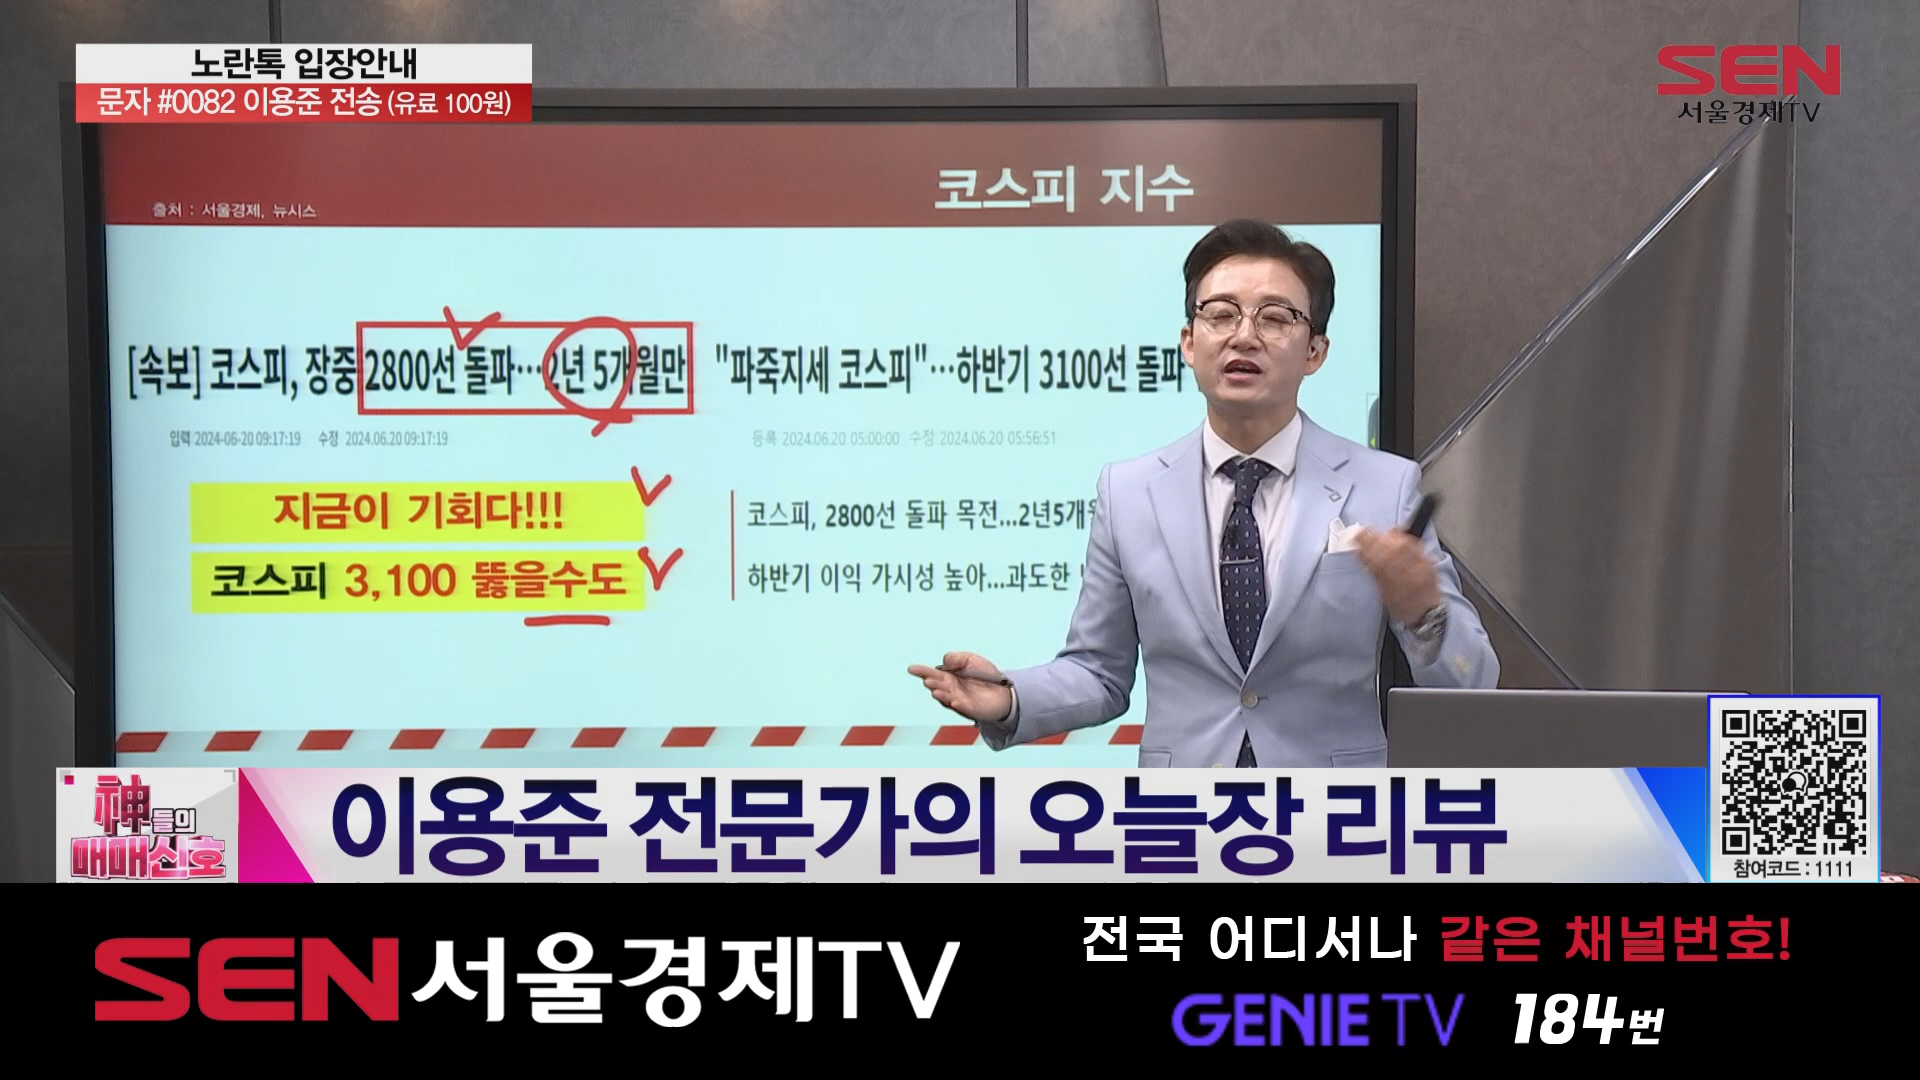 노란톡 입장안내
문자 #0082 이용준 전송 (유료 100원)
SEN
서울경제TV
코스피 지수
출처 : 서울경제, 뉴시스
[속보] 코스피, 장중 2800선 돌파…2년 5개월만
입력 2024-06-20 09:17:19 수정 2024.06.20 09:17:19
"파죽지세 코스피"…하반기 3100선 돌파
등록 2024.06.20 05:00:00 수정 2024.06.20 05:56:51
지금이 기회다!!!
코스피 3,100 뚫을수도
코스피, 2800선 돌파 목전…2년5개월
하반기 이익 가시성 높아…과도한
神들의
매매신호
이용준 전문가의 오늘장 리뷰
참여코드 : 1111
SEN서울경제TV
전국 어디서나 같은 채널번호!
GENIE TV 184번